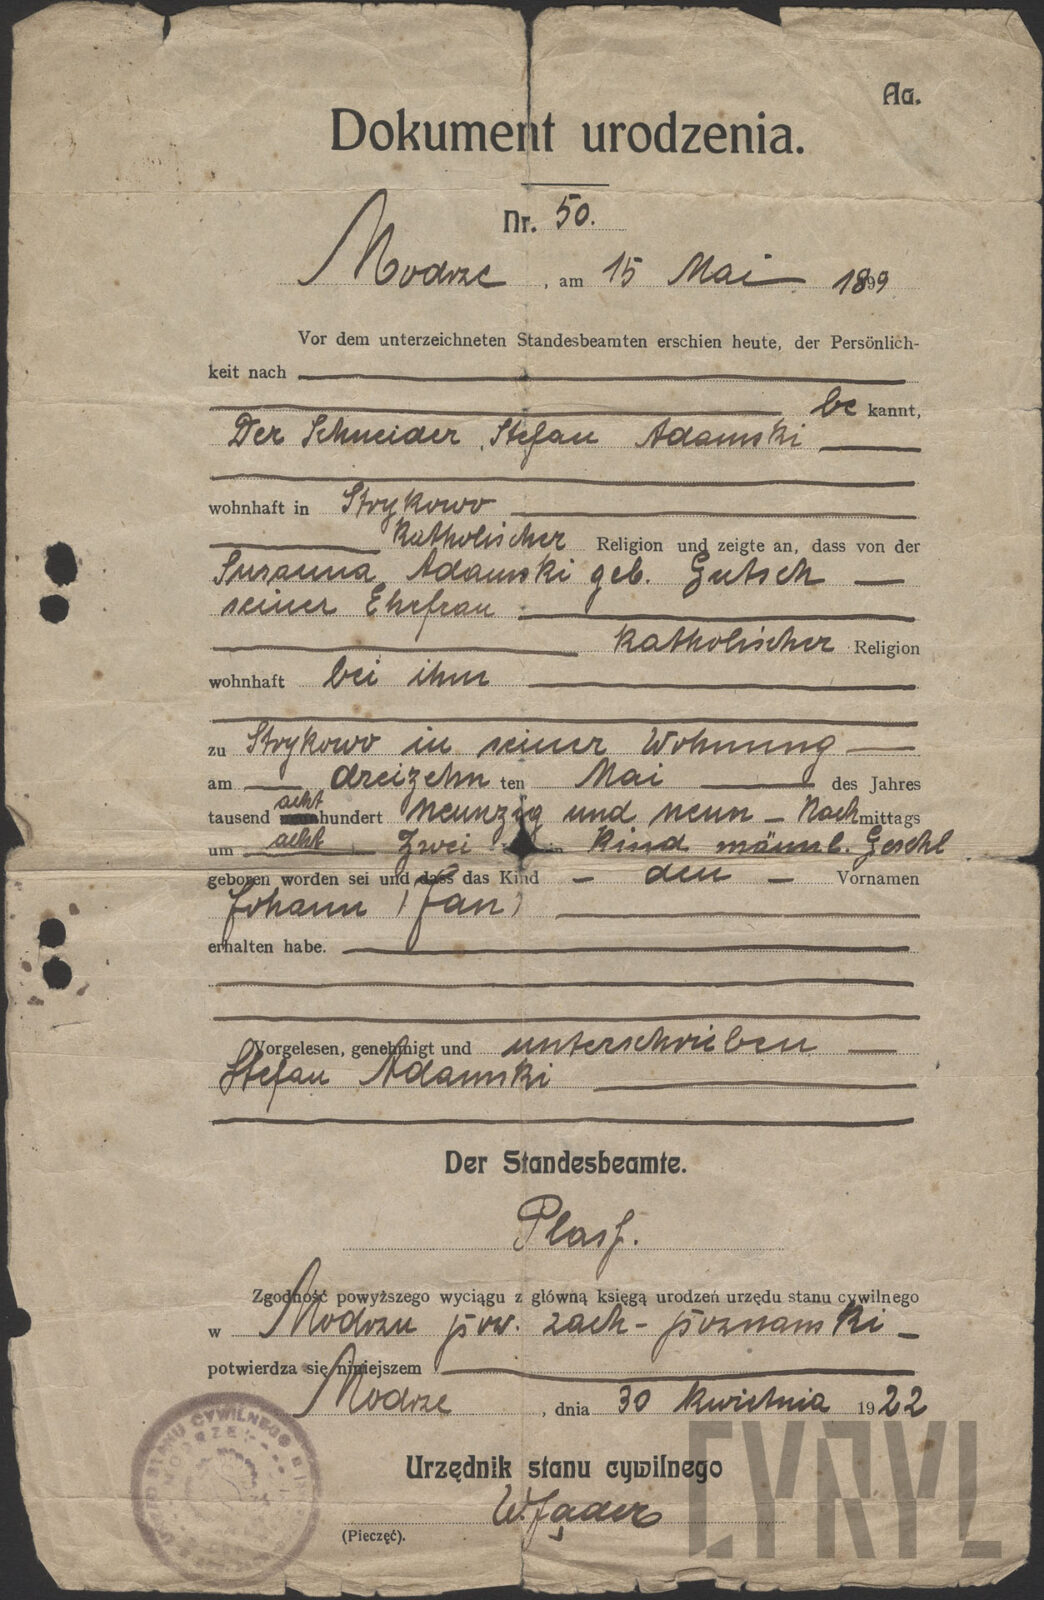 Aa.
Dokument urodzenia.
Nr. 50.
Modrze, am 15 Mai 1899
Vor dem unterzeichneten Standesbeamten erschien heute, der Persönlich-
keit nach
be kannt,
Der Schneider Stefan Adamski
wohnhaft in Strykowo
katholischer Religion und zeigte an, dass von der
Susanna Adamski geb. Gutsch
seiner Ehefrau
katholischer Religion
wohnhaft bei ihm
zu Strykowo in seiner Wohnung
am dreizehn ten Mai des Jahres
tausend acht hundert neunzig und neun - Nachmittags
um acht Zwei Kind männl. Geschl
geboren worden sei und dass das Kind - den - Vornamen
Johann (Jan)
erhalten habe.
Vorgelesen, genehmigt und unterschrieben
Stefan Adamski
Der Standesbeamte.
Zgodność powyższego wyciągu z główną księgą urodzeń urzędu stanu cywilnego
w Modrzu pow. zach-poznanski
potwierdza się niniejszem
Modrze, dnia 30 kwietnia 1922
Urzędnik stanu cywilnego
(Pieczęć).
CYRYL